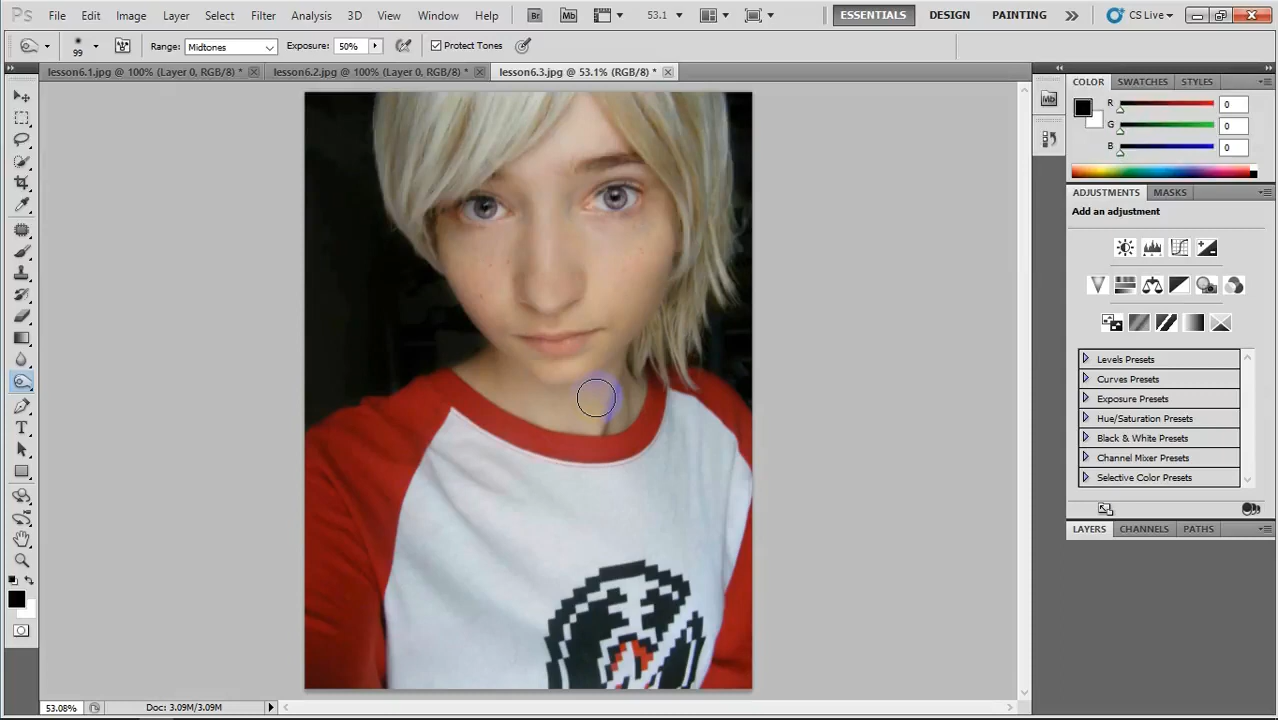 Ps File Edit Image Layer Select Filter Analysis 3D View Window Help Br Mb 53.1 ESSENTIALS DESIGN PAINTING CS Live
99 Range: Midtones Exposure: 50% Protect Tones
lesson6.1.jpg @ 100% (Layer 0, RGB/8) * lesson6.2.jpg @ 100% (Layer 0, RGB/8) * lesson6.3.jpg @ 53.1% (RGB/8) *
COLOR SWATCHES STYLES
Mb
R 0
G 0
B 0
ADJUSTMENTS MASKS
Add an adjustment
Levels Presets
Curves Presets
Exposure Presets
Hue/Saturation Presets
Black & White Presets
Channel Mixer Presets
Selective Color Presets
LAYERS CHANNELS PATHS
53.08% Doc: 3.09M/3.09M